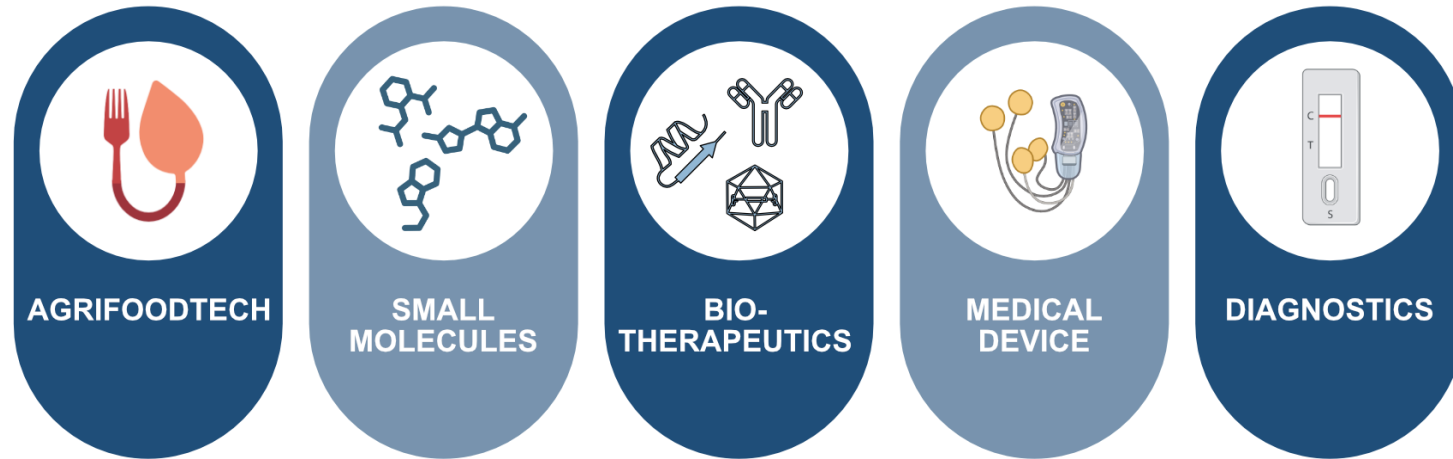 AGRIFOODTECH
SMALL
MOLECULES
BIO-
THERAPEUTICS
MEDICAL
DEVICE
C
T
S
DIAGNOSTICS